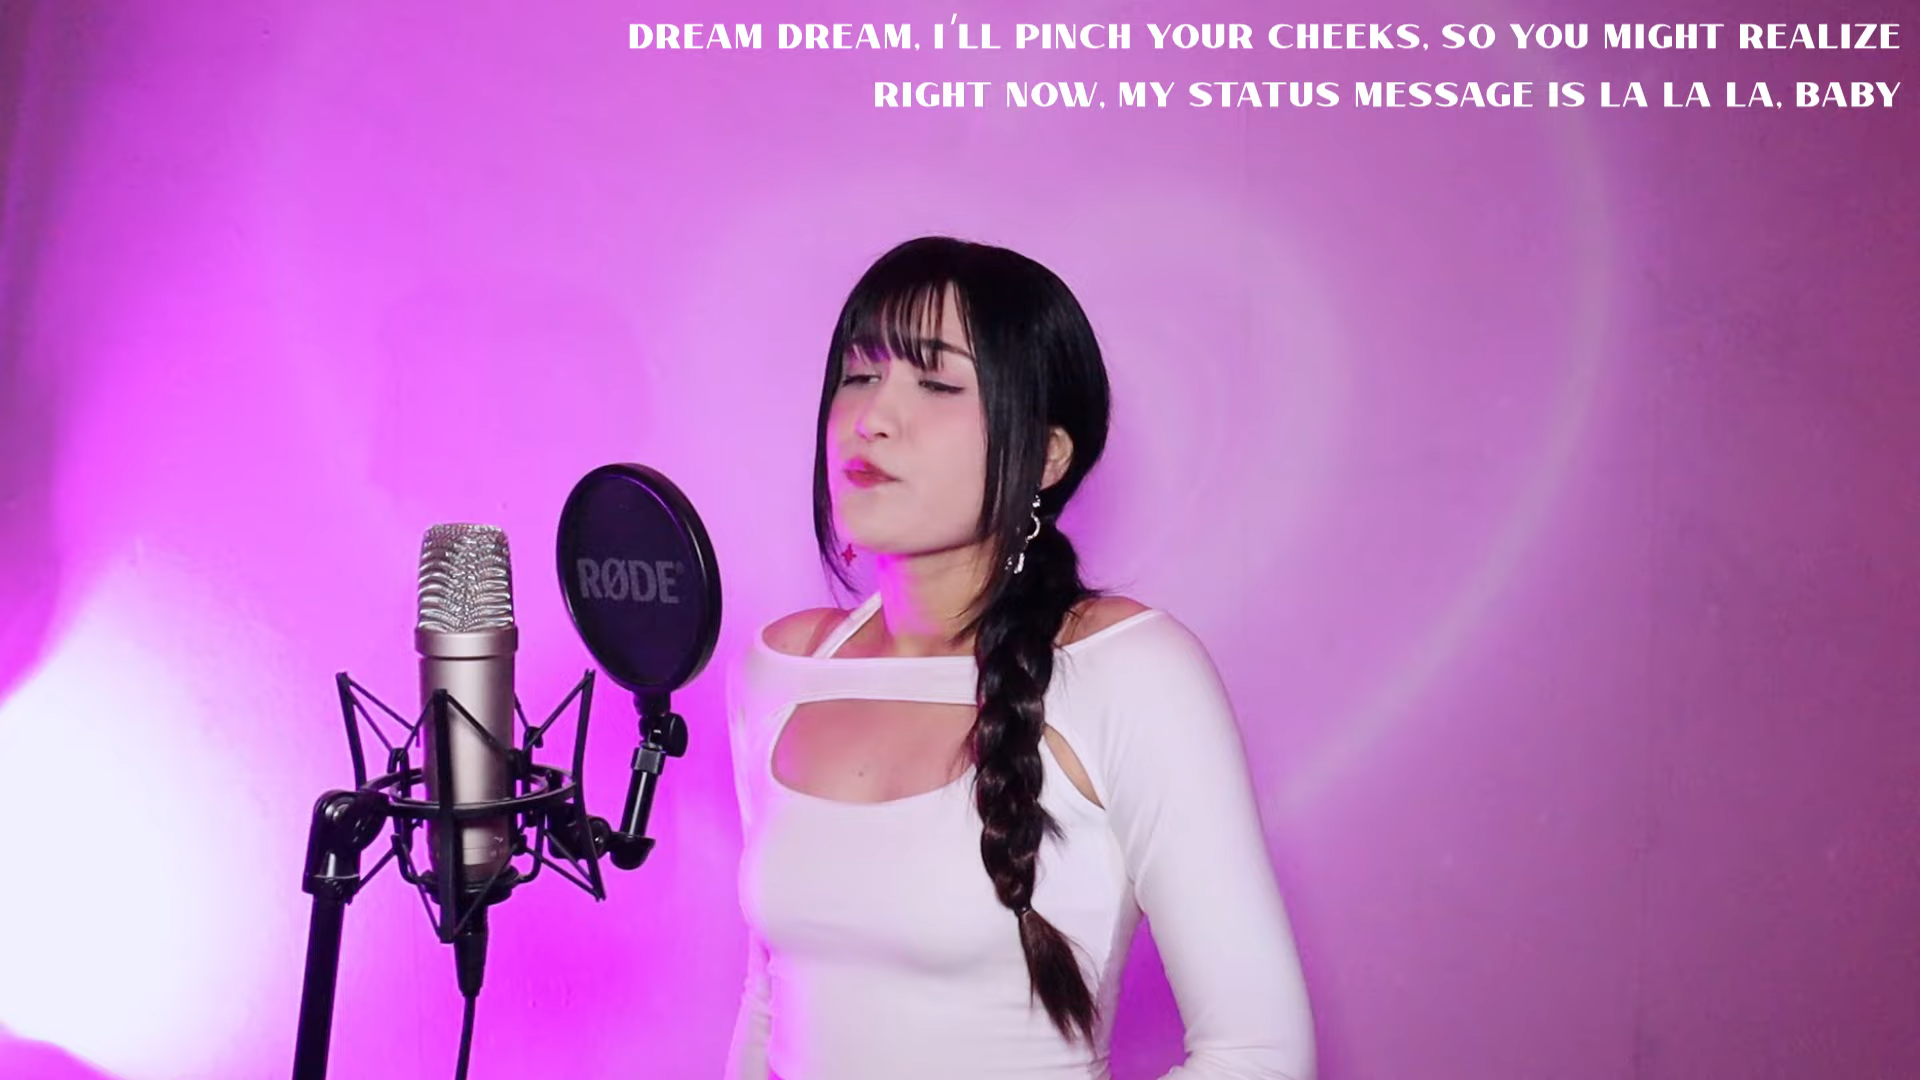 DREAM DREAM, I'LL PINCH YOUR CHEEKS, SO YOU MIGHT REALIZE
RIGHT NOW, MY STATUS MESSAGE IS LA LA LA, BABY
RØDE®